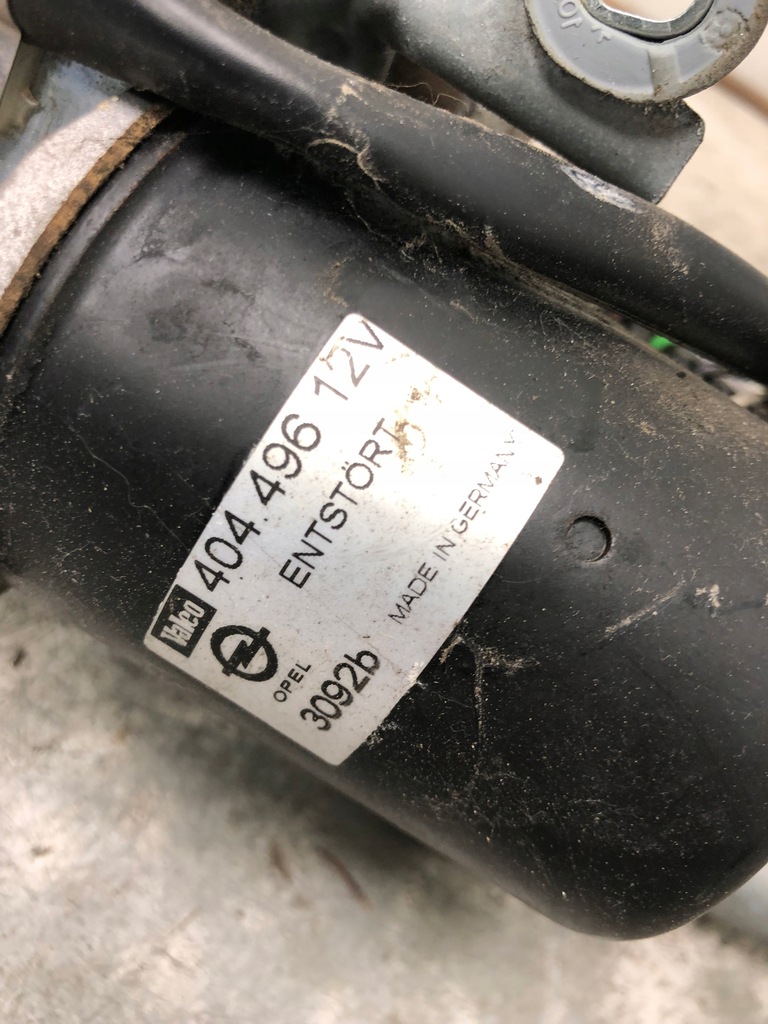 Valeo 404.496 12V
ENTSTÖRT
OPEL
3092b MADE IN GERMANY